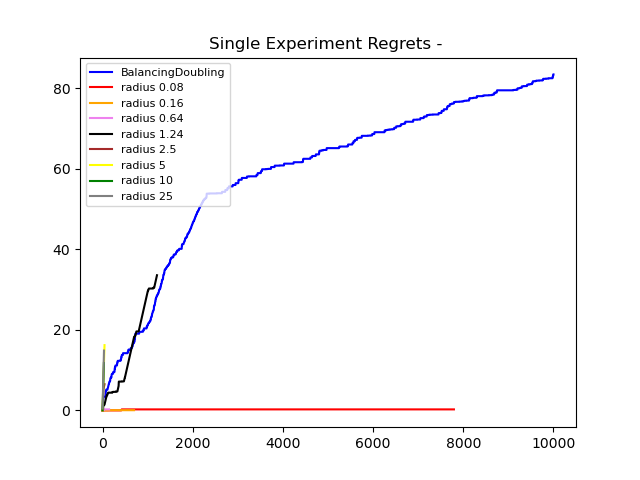 Single Experiment Regrets -
BalancingDoubling
radius 0.08
radius 0.16
radius 0.64
radius 1.24
radius 2.5
radius 5
radius 10
radius 25
80
60
40
20
0
0 2000 4000 6000 8000 10000